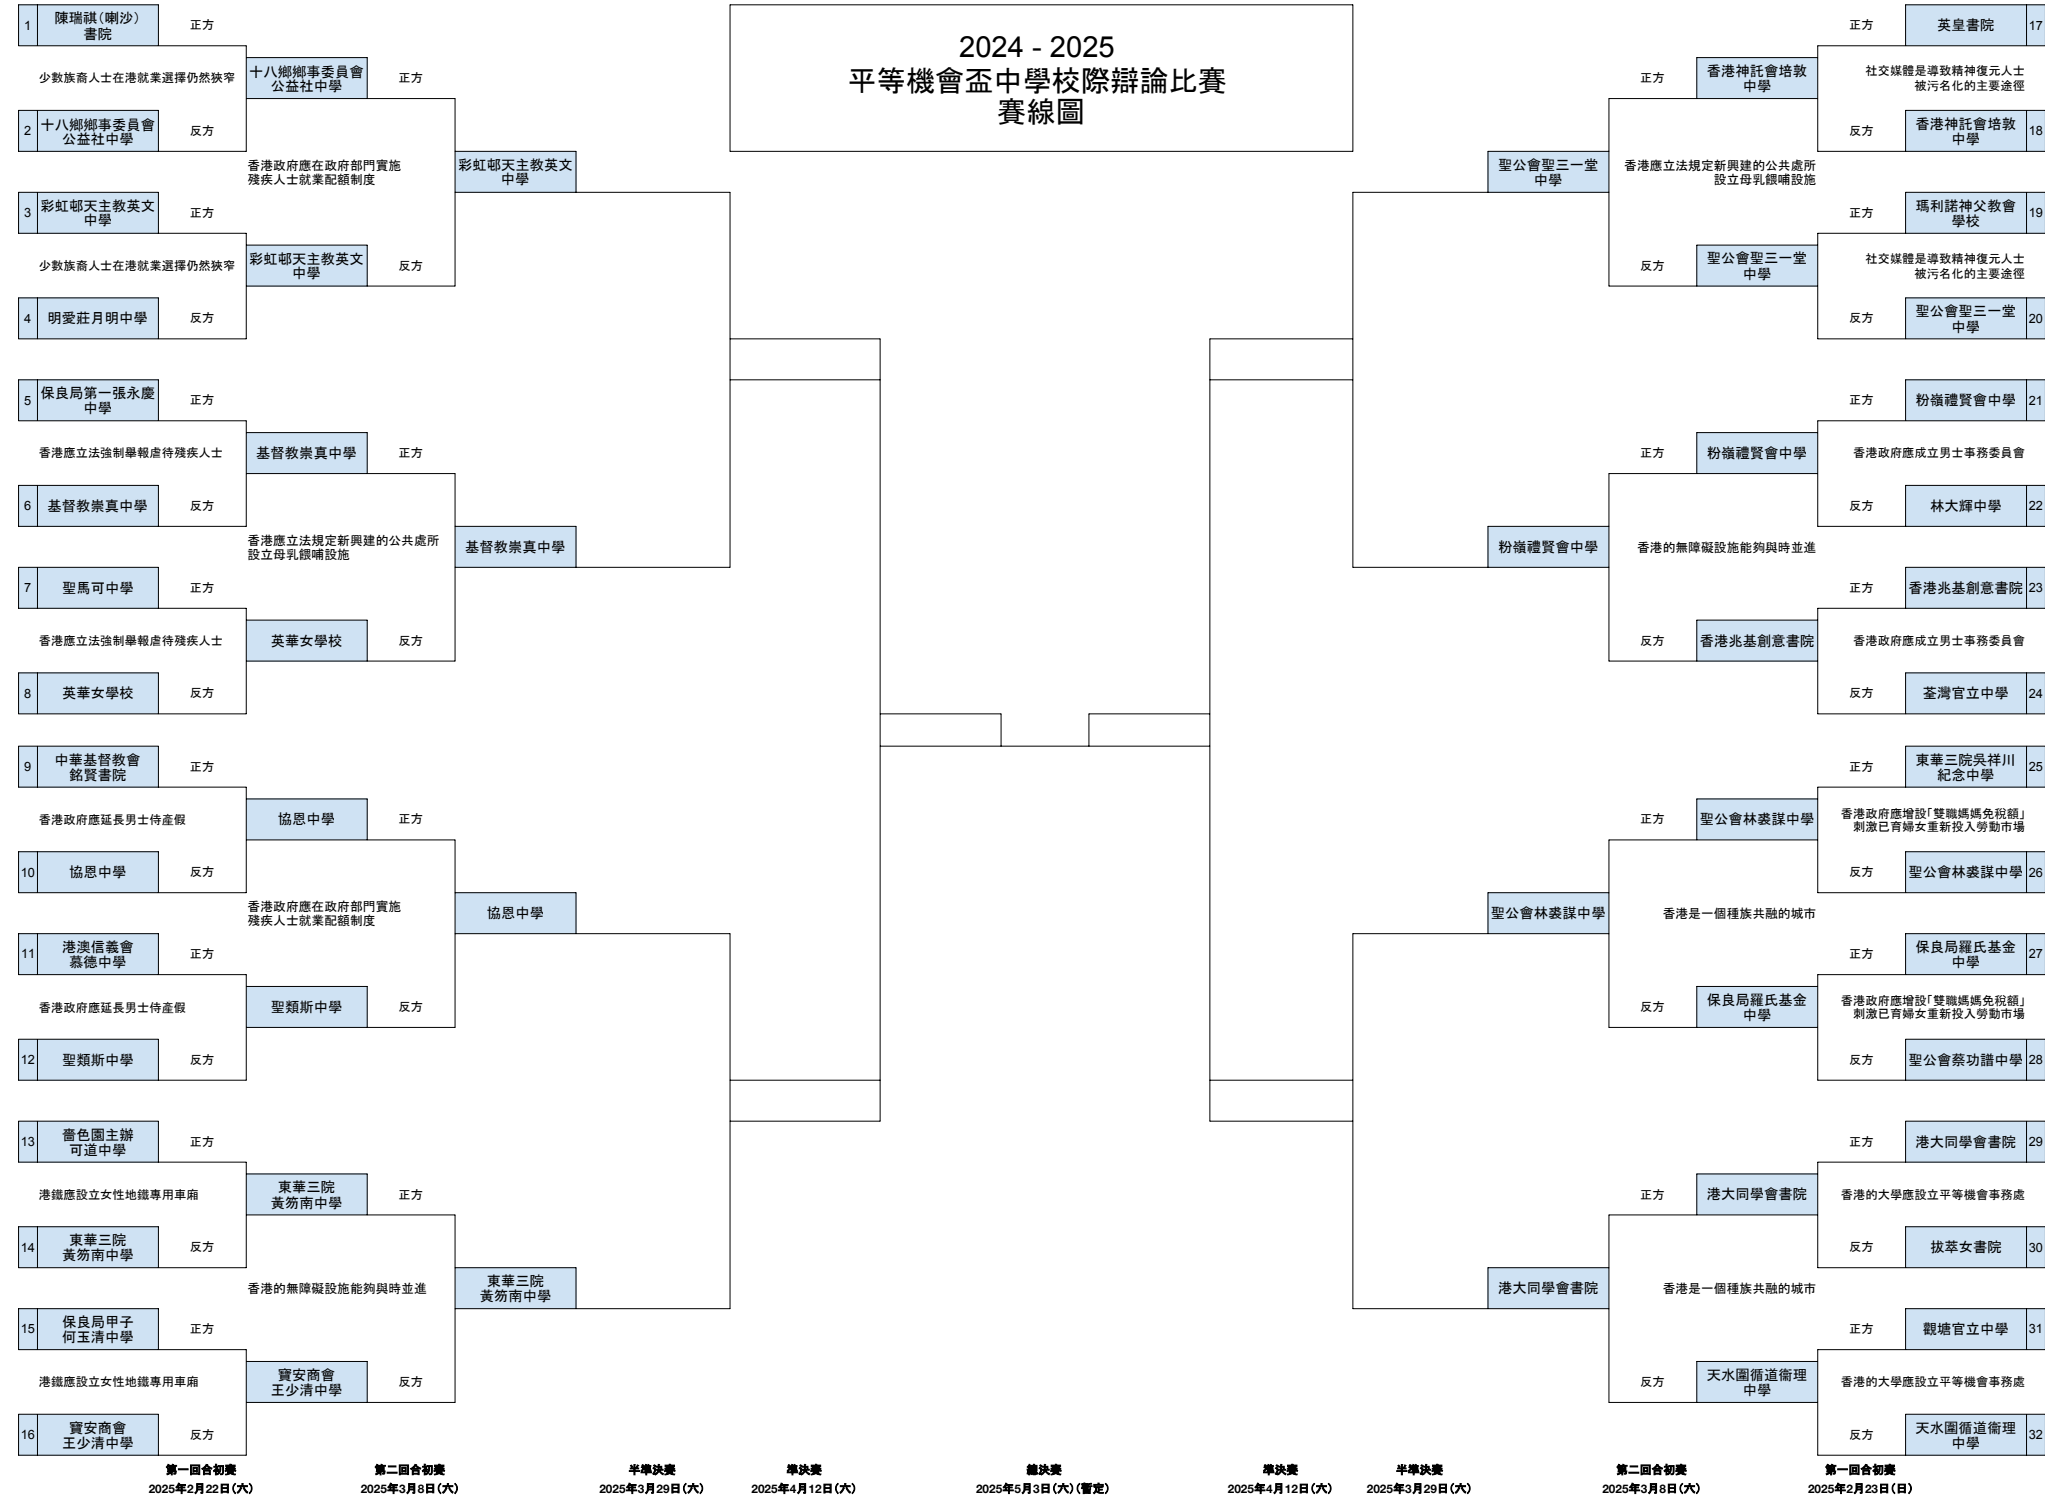 2024 - 2025
平等機會盃中學校際辯論比賽
賽線圖
1
陳瑞祺（喇沙）
書院
正方
少數族裔人士在港就業選擇仍然狹窄
2
十八鄉鄉事委員會
公益社中學
反方
十八鄉鄉事委員會
公益社中學
正方
香港政府應在政府部門實施
殘疾人士就業配額制度
3
彩虹邨天主教英文
中學
正方
少數族裔人士在港就業選擇仍然狹窄
4
明愛莊月明中學
反方
彩虹邨天主教英文
中學
反方
彩虹邨天主教英文
中學
5
保良局第一張永慶
中學
正方
香港應立法強制舉報虐待殘疾人士
6
基督教崇真中學
反方
基督教崇真中學
正方
香港應立法規定新興建的公共處所
設立母乳餵哺設施
7
聖馬可中學
正方
香港應立法強制舉報虐待殘疾人士
8
英華女學校
反方
英華女學校
反方
基督教崇真中學
9
中華基督教會
銘賢書院
正方
香港政府應延長男士侍產假
10
協恩中學
反方
協恩中學
正方
香港政府應在政府部門實施
殘疾人士就業配額制度
11
港澳信義會
慕德中學
正方
香港政府應延長男士侍產假
12
聖類斯中學
反方
聖類斯中學
反方
協恩中學
13
嗇色園主辦
可道中學
正方
港鐵應設立女性地鐵專用車廂
14
東華三院
黃笏南中學
反方
東華三院
黃笏南中學
正方
香港的無障礙設施能夠與時並進
15
保良局甲子
何玉清中學
正方
港鐵應設立女性地鐵專用車廂
16
寶安商會
王少清中學
反方
寶安商會
王少清中學
反方
東華三院
黃笏南中學
正方
英皇書院
17
社交媒體是導致精神復元人士
被污名化的主要途徑
反方
香港神託會培敦
中學
18
正方
香港神託會培敦
中學
香港應立法規定新興建的公共處所
設立母乳餵哺設施
正方
瑪利諾神父教會
學校
19
社交媒體是導致精神復元人士
被污名化的主要途徑
反方
聖公會聖三一堂
中學
20
反方
聖公會聖三一堂
中學
聖公會聖三一堂
中學
正方
粉嶺禮賢會中學
21
香港政府應成立男士事務委員會
反方
林大輝中學
22
正方
粉嶺禮賢會中學
香港的無障礙設施能夠與時並進
正方
香港兆基創意書院
23
香港政府應成立男士事務委員會
反方
荃灣官立中學
24
反方
香港兆基創意書院
粉嶺禮賢會中學
正方
東華三院吳祥川
紀念中學
25
香港政府應增設「雙職媽媽免稅額」
刺激已育婦女重新投入勞動市場
反方
聖公會林裘謀中學
26
正方
聖公會林裘謀中學
香港是一個種族共融的城市
正方
保良局羅氏基金
中學
27
香港政府應增設「雙職媽媽免稅額」
刺激已育婦女重新投入勞動市場
反方
聖公會蔡功譜中學
28
反方
保良局羅氏基金
中學
聖公會林裘謀中學
正方
港大同學會書院
29
香港的大學應設立平等機會事務處
反方
拔萃女書院
30
正方
港大同學會書院
香港是一個種族共融的城市
正方
觀塘官立中學
31
香港的大學應設立平等機會事務處
反方
天水圍循道衞理
中學
32
反方
天水圍循道衞理
中學
港大同學會書院
第一回合初賽
2025年2月22日（六）
第二回合初賽
2025年3月8日（六）
半準決賽
2025年3月29日（六）
準決賽
2025年4月12日（六）
總決賽
2025年5月3日（六）（暫定）
準決賽
2025年4月12日（六）
半準決賽
2025年3月29日（六）
第二回合初賽
2025年3月8日（六）
第一回合初賽
2025年2月23日（日）